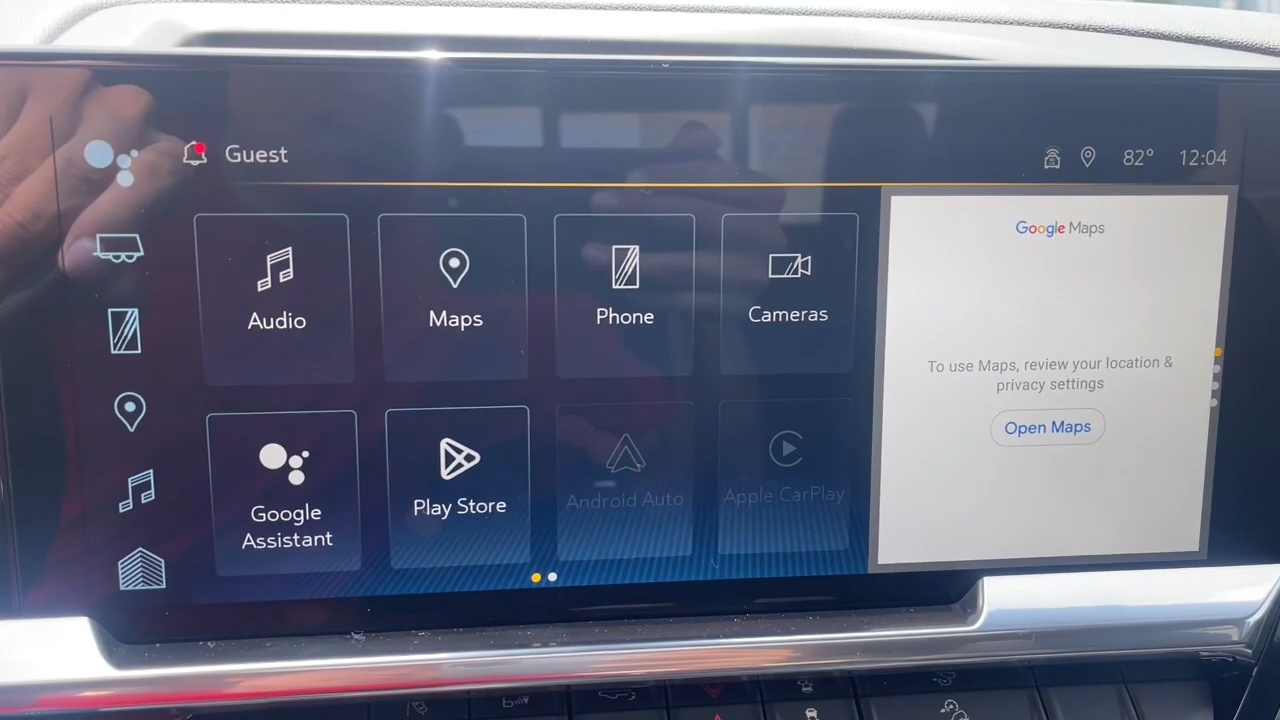 Guest
82° 12:04
Audio
Maps
Phone
Cameras
Google
Assistant
Play Store
Android Auto
Apple CarPlay
Google Maps
To use Maps, review your location &
privacy settings
Open Maps